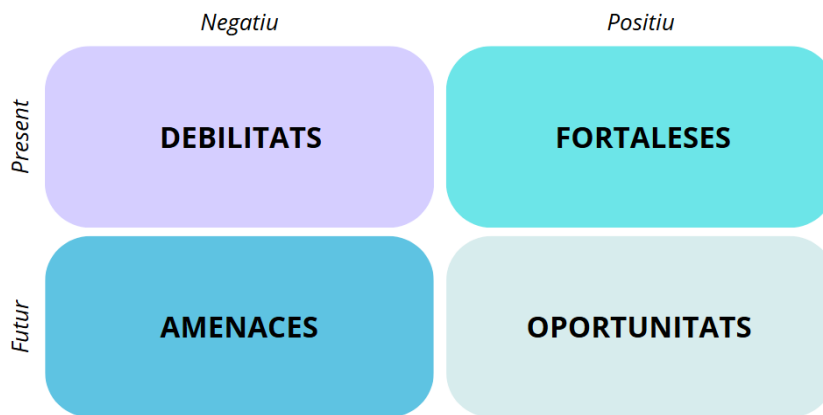 Negatiu
Positiu
Present
DEBILITATS
FORTALESES
Futur
AMENACES
OPORTUNITATS